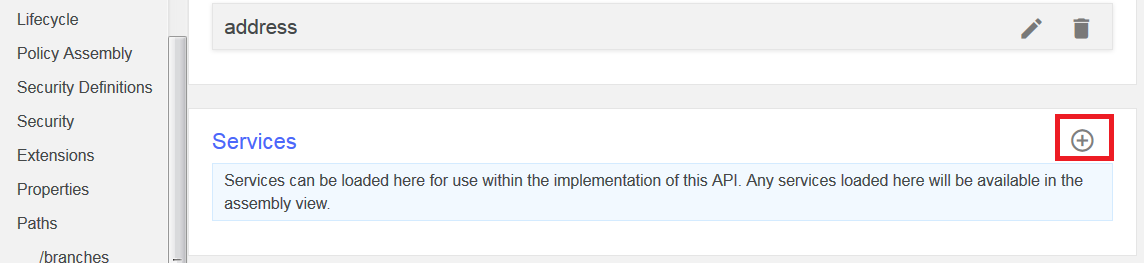 Lifecycle
Policy Assembly
Security Definitions
Security
Extensions
Properties
Paths
/branches
address
Services
Services can be loaded here for use within the implementation of this API. Any services loaded here will be available in the
assembly view.